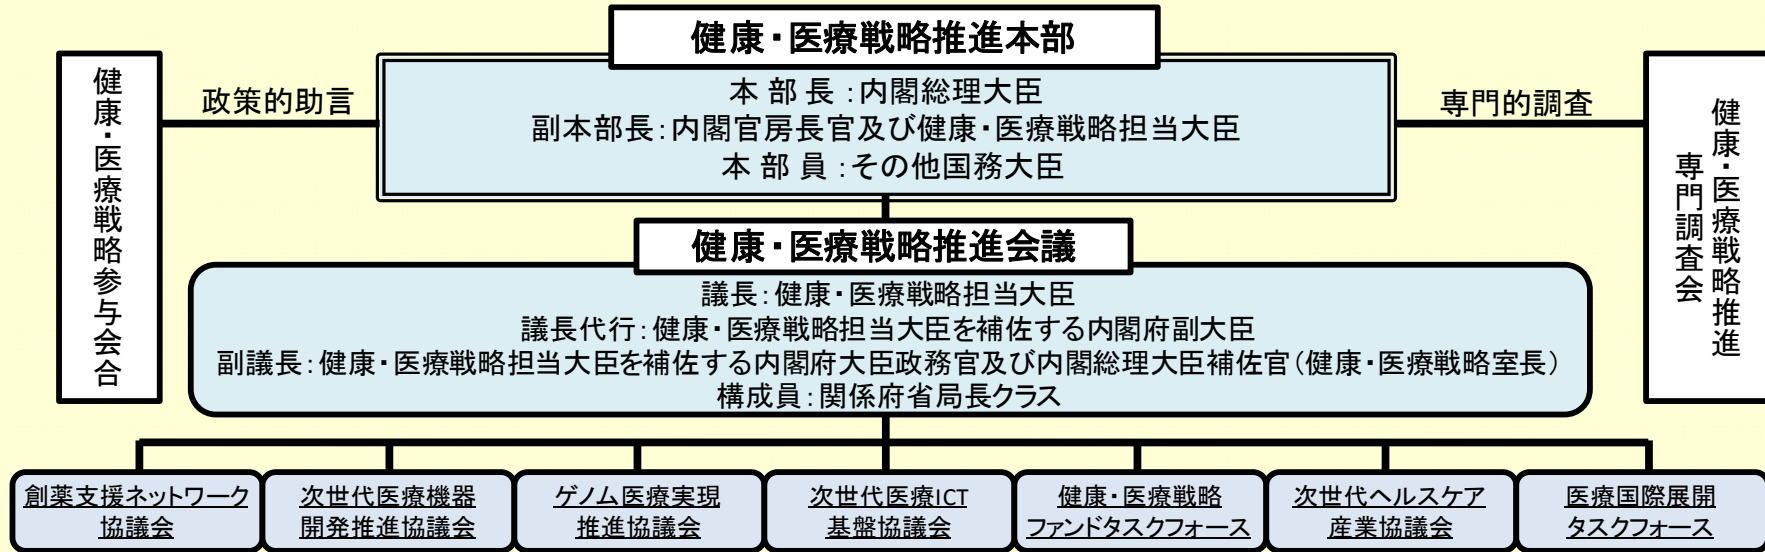 健康・医療戦略推進本部
本 部 長 ：内閣総理大臣
副本部長：内閣官房長官及び健康・医療戦略担当大臣
本 部 員 ：その他国務大臣
健康・医療戦略参与会合
政策的助言
専門的調査
健康・医療戦略推進
専門調査会
健康・医療戦略推進会議
議長：健康・医療戦略担当大臣
議長代行：健康・医療戦略担当大臣を補佐する内閣府副大臣
副議長：健康・医療戦略担当大臣を補佐する内閣府大臣政務官及び内閣総理大臣補佐官（健康・医療戦略室長）
構成員：関係府省局長クラス
創薬支援ネットワーク
協議会
次世代医療機器
開発推進協議会
ゲノム医療実現
推進協議会
次世代医療ICT
基盤協議会
健康・医療戦略
ファンドタスクフォース
次世代ヘルスケア
産業協議会
医療国際展開
タスクフォース